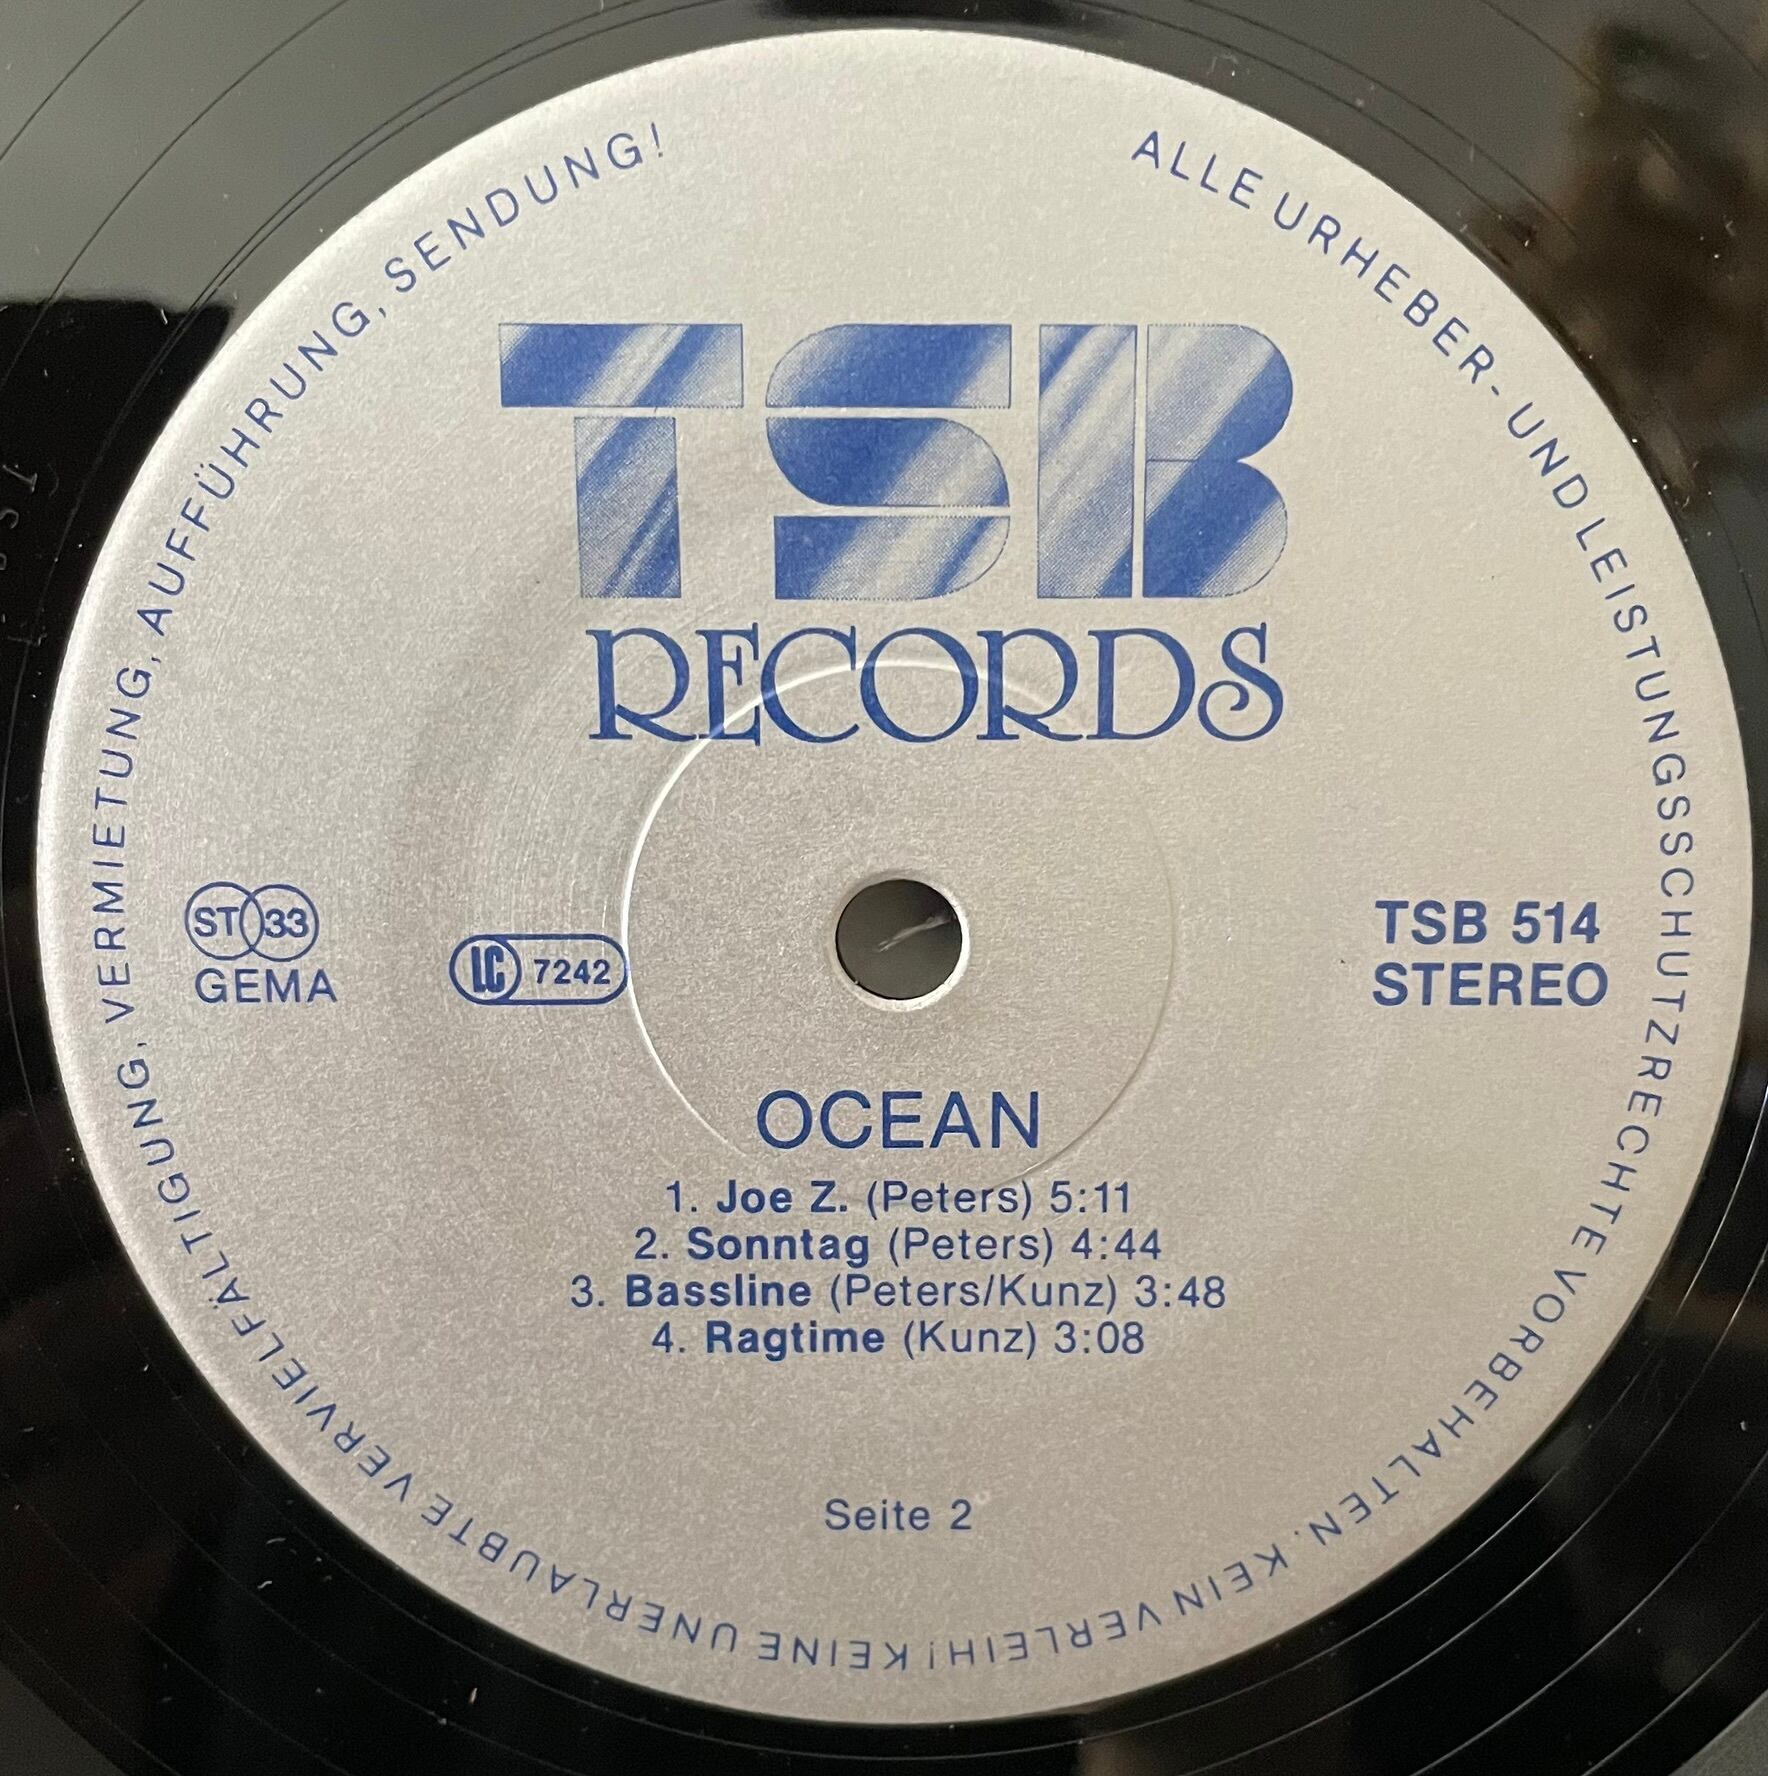 ALLE URHEBER- UND LEISTUNGSSCHUTZRECHTE VORBEHALTEN. KEIN VERLEIH! KEINE UNERLAUBTE VERVIELFÄLTIGUNG, VERMIETUNG, AUFFÜHRUNG, SENDUNG!
TSB
RECORDS
ST 33
GEMA
LC 7242
TSB 514
STEREO
OCEAN
1. Joe Z. (Peters) 5:11
2. Sonntag (Peters) 4:44
3. Bassline (Peters/Kunz) 3:48
4. Ragtime (Kunz) 3:08
Seite 2